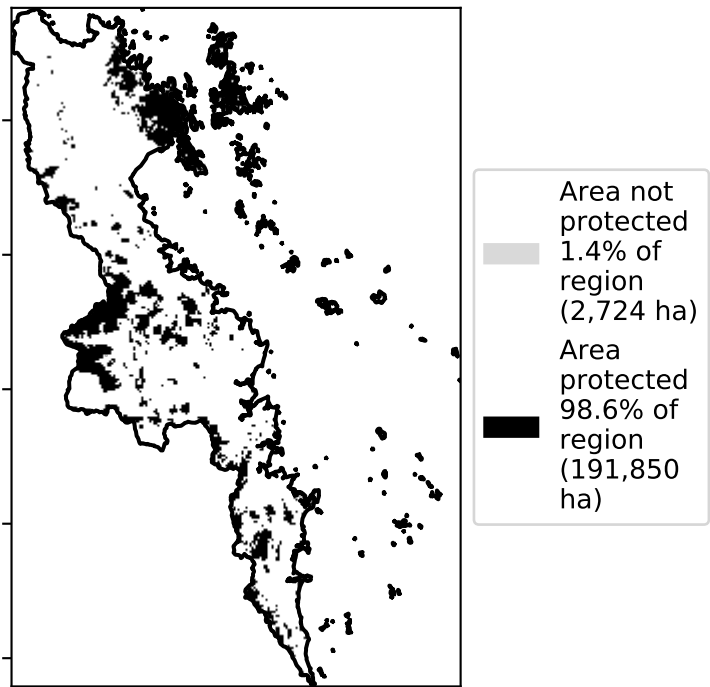 Area not
protected
1.4% of
region
(2,724 ha)
Area
protected
98.6% of
region
(191,850
ha)